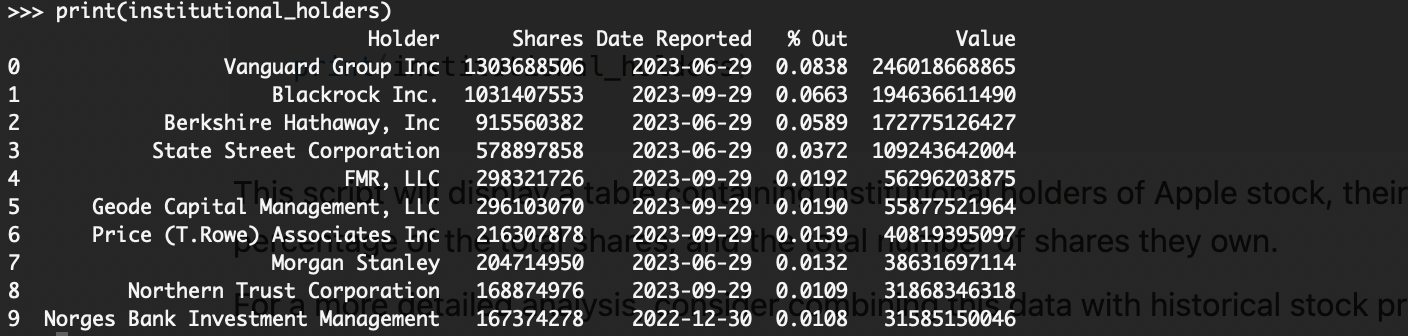 >>> print(institutional_holders)
Holder Shares Date Reported % Out Value
0 Vanguard Group Inc 1303688506 2023-06-29 0.0838 246018668865
1 Blackrock Inc. 1031407553 2023-09-29 0.0663 194636611490
2 Berkshire Hathaway, Inc 915560382 2023-06-29 0.0589 172775126427
3 State Street Corporation 578897858 2023-06-29 0.0372 109243642004
4 FMR, LLC 298321726 2023-09-29 0.0192 56296203875
5 Geode Capital Management, LLC 296103070 2023-09-29 0.0190 55877521964
6 Price (T.Rowe) Associates Inc 216307878 2023-09-29 0.0139 40819395097
7 Morgan Stanley 204714950 2023-06-29 0.0132 38631697114
8 Northern Trust Corporation 168874976 2023-09-29 0.0109 31868346318
9 Norges Bank Investment Management 167374278 2022-12-30 0.0108 31585150046
print(institutional_holders)
This script will display a table containing institutional holders of Apple stock, their
percentage of the total shares, and the total number of shares they own.
For a more detailed analysis, consider combining this data with historical stock pr